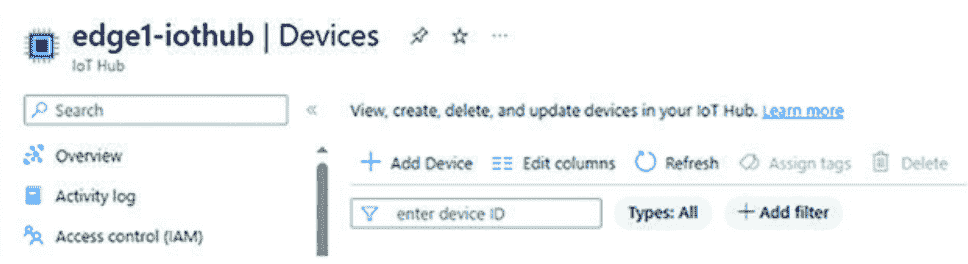 edge1-iothub | Devices
IoT Hub
Search
View, create, delete, and update devices in your IoT Hub. Learn more
Overview
Add Device Edit columns Refresh Assign tags Delete
Activity log
enter device ID Types: All Add filter
Access control (IAM)